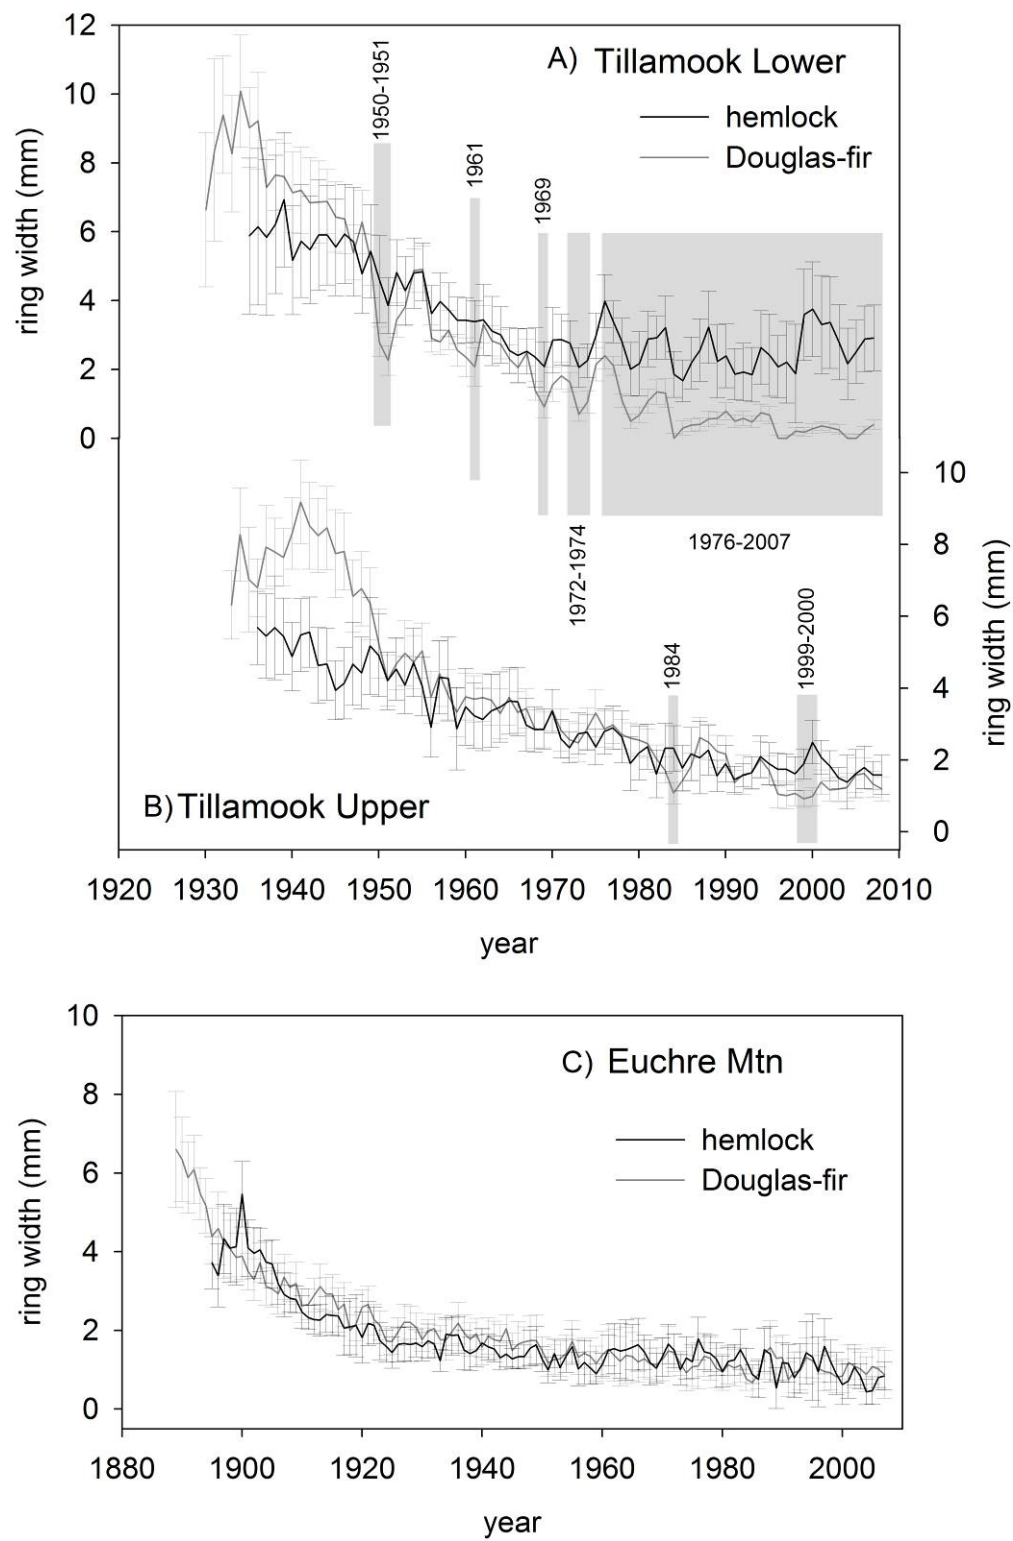 12
10
8
6
4
2
0
ring width (mm)
A) Tillamook Lower
hemlock
Douglas-fir
1950-1951
1961
1969
1972-1974
1976-2007
10
8
6
4
2
0
ring width (mm)
1984
1999-2000
B) Tillamook Upper
1920 1930 1940 1950 1960 1970 1980 1990 2000 2010
year
10
8
6
4
2
0
ring width (mm)
C) Euchre Mtn
hemlock
Douglas-fir
1880 1900 1920 1940 1960 1980 2000
year